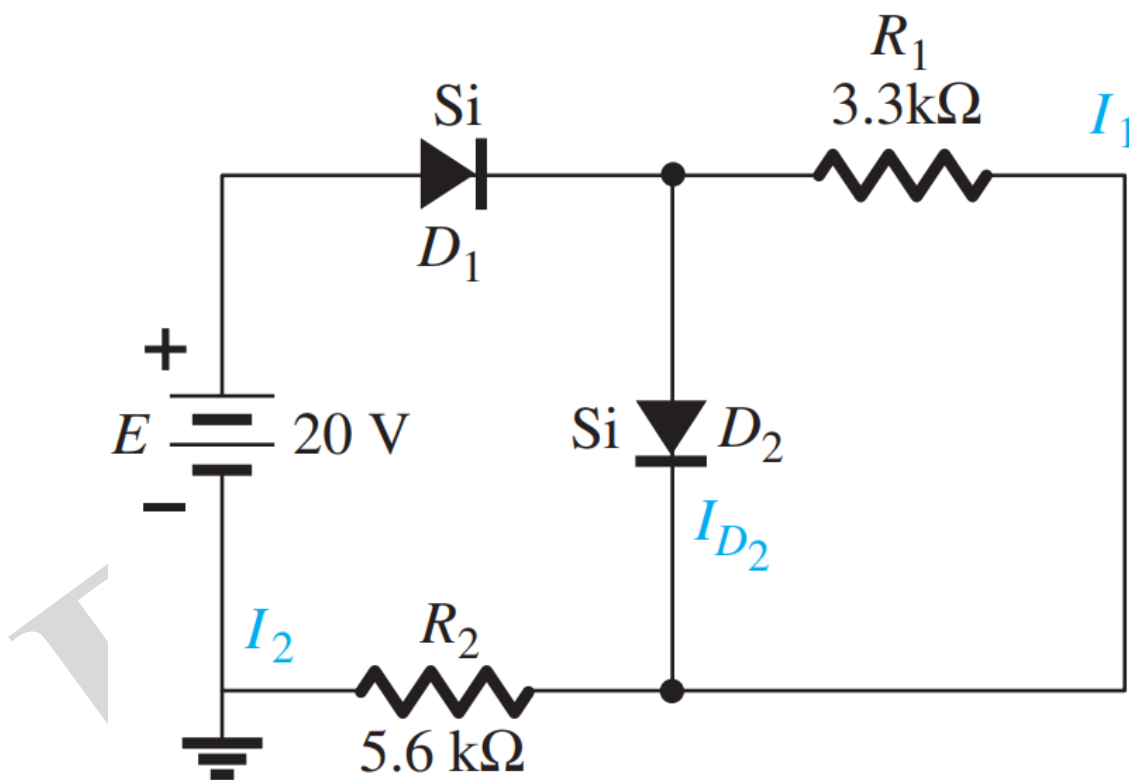 R1
3.3kΩ
I1
Si
D1
+
E 20 V
−
Si D2
ID2
I2
R2
5.6 kΩ